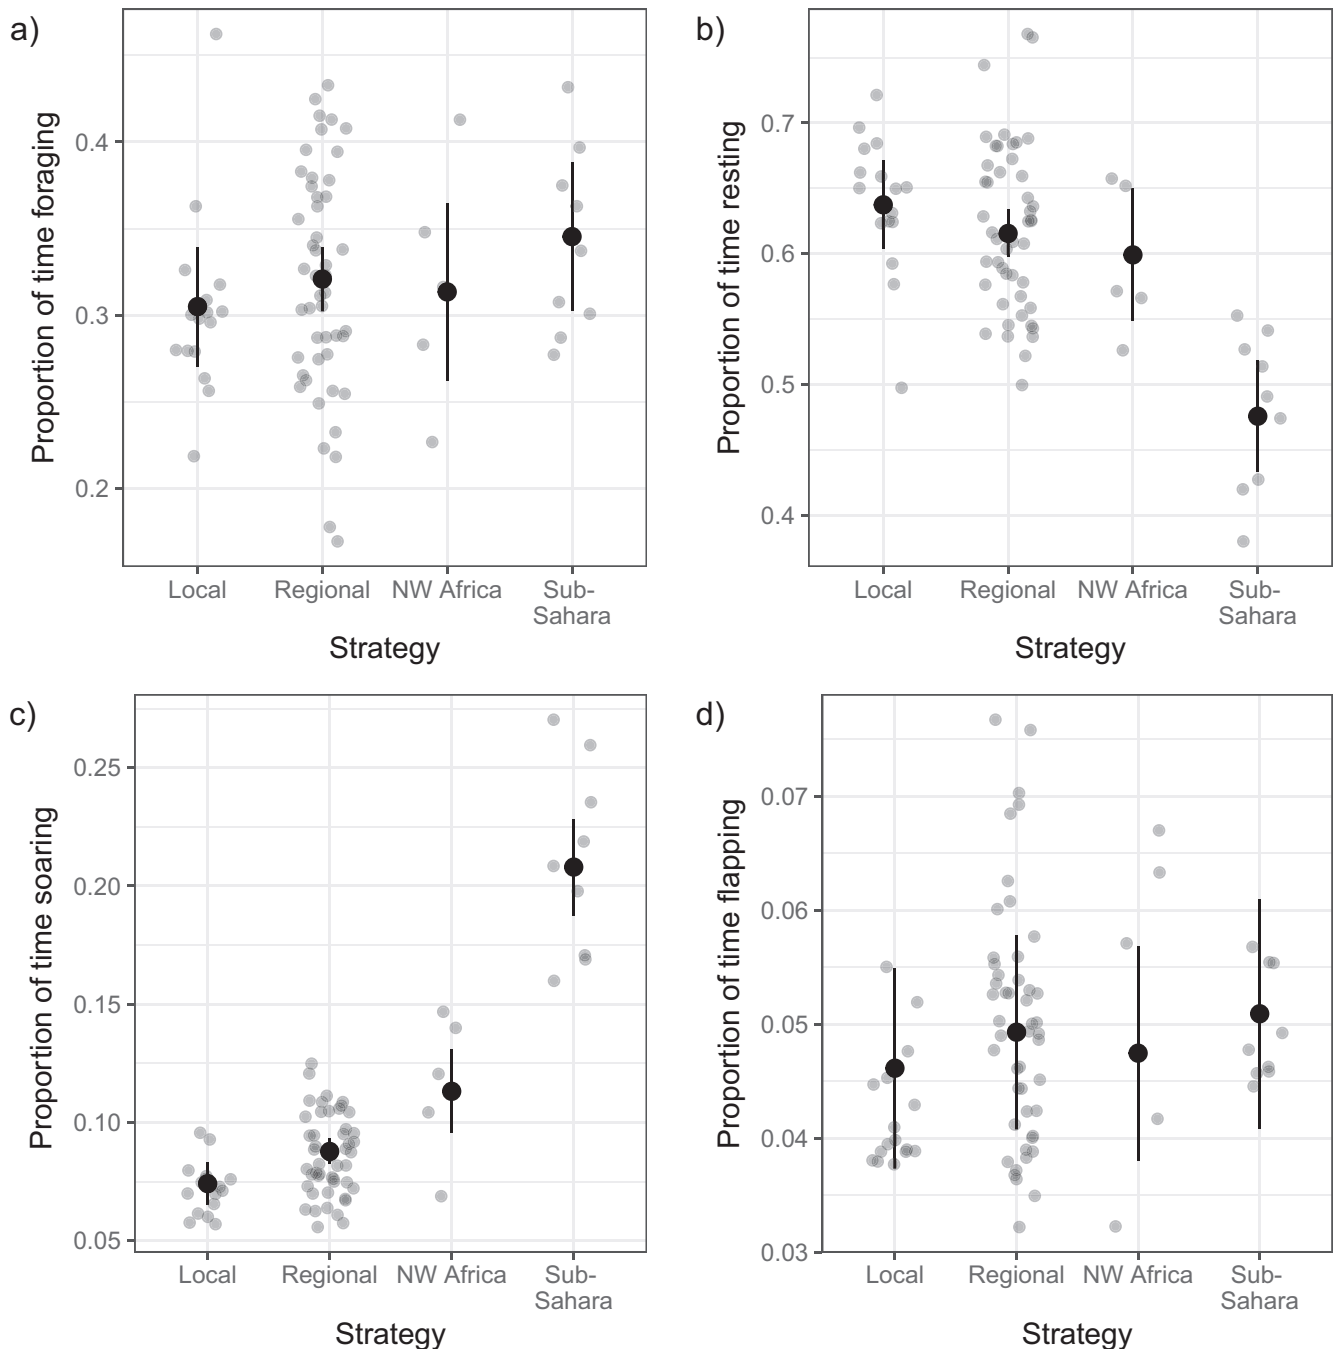 a)
Proportion of time foraging
0.4
0.3
0.2
Local Regional NW Africa Sub-
Sahara
Strategy
b)
Proportion of time resting
0.7
0.6
0.5
0.4
Local Regional NW Africa Sub-
Sahara
Strategy
c)
Proportion of time soaring
0.25
0.20
0.15
0.10
0.05
Local Regional NW Africa Sub-
Sahara
Strategy
d)
Proportion of time flapping
0.07
0.06
0.05
0.04
0.03
Local Regional NW Africa Sub-
Sahara
Strategy